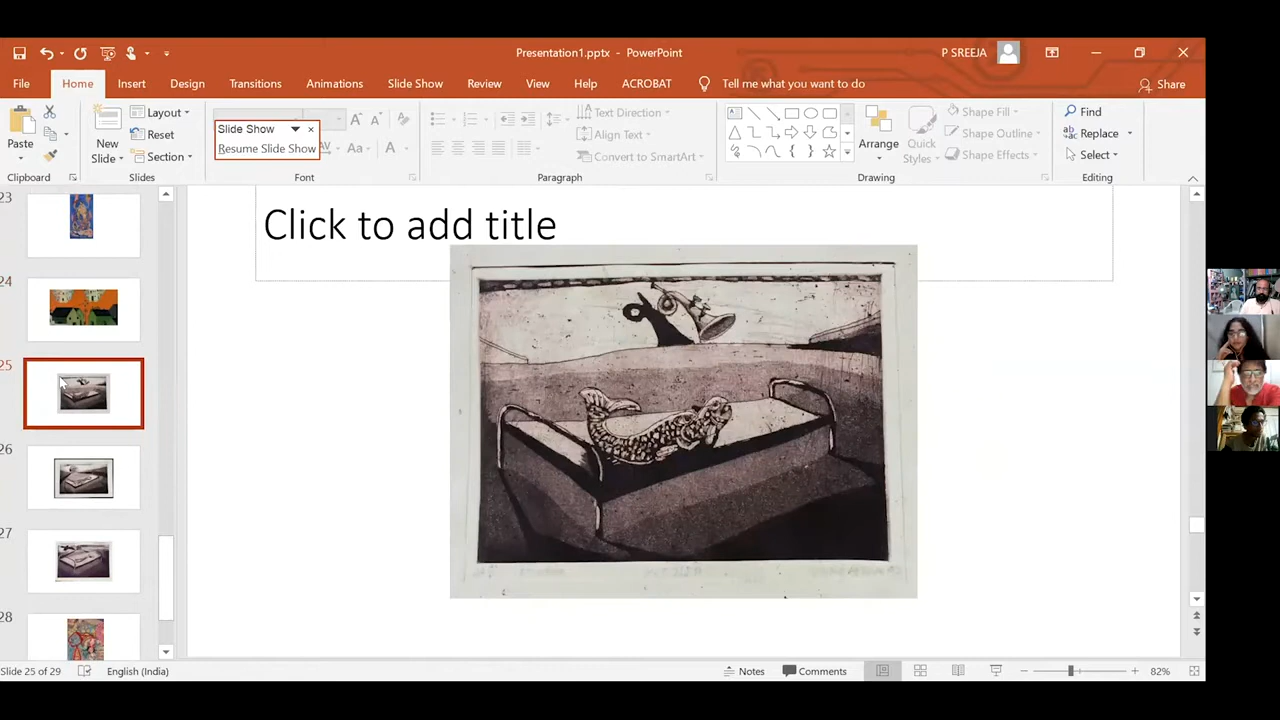 Presentation1.pptx - PowerPoint
P SREEJA
File Home Insert Design Transitions Animations Slide Show Review View Help ACROBAT Tell me what you want to do Share
Paste
New
Slide
Layout
Reset
Section
Slide Show
Resume Slide Show
Aa
A
Text Direction
Align Text
Convert to SmartArt
Arrange
Quick
Styles
Shape Fill
Shape Outline
Shape Effects
Find
Replace
Select
Clipboard Slides Font Paragraph Drawing Editing
23
24
25
26
27
28
Click to add title
Slide 25 of 29 English (India) Notes Comments 82%